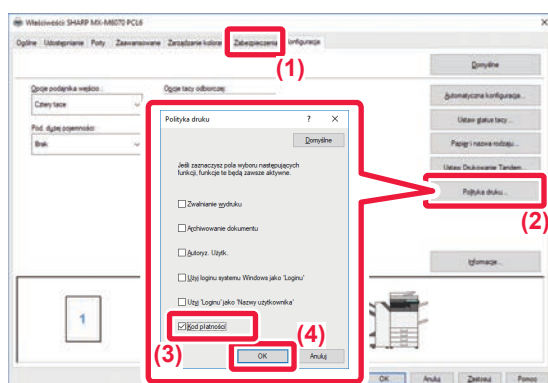 Właściwości: SHARP MX-M6070 PCL6
Ogólne Udostępnianie Porty Zaawansowane Zarządzanie kolorami Zabezpieczenia Konfiguracja
(1)
Domyślne
Opcje podajnika wejścio.:
Opcje tacy odbiorczej:
Cztery tace
Automatyczna konfiguracja...
Ustaw status tacy...
Pod. dużej pojemności:
Brak
Papier i nazwa rodzaju...
Ustaw Drukowanie Tandem...
Polityka druku...
(2)
Informacje...
Polityka druku
? ×
Domyślne
Jeśli zaznaczysz pola wyboru następujących
funkcji, funkcje te będą zawsze aktywne.
Zwalnianie wydruku
Archiwowanie dokumentu
Autoryz. Użytk.
Użyj loginu systemu Windows jako 'Loginu'
Użyj 'Loginu' jako 'Nazwy użytkownika'
Kod płatności
(3)
(4)
OK Anuluj
1
OK Anuluj Zastosuj Pomoc